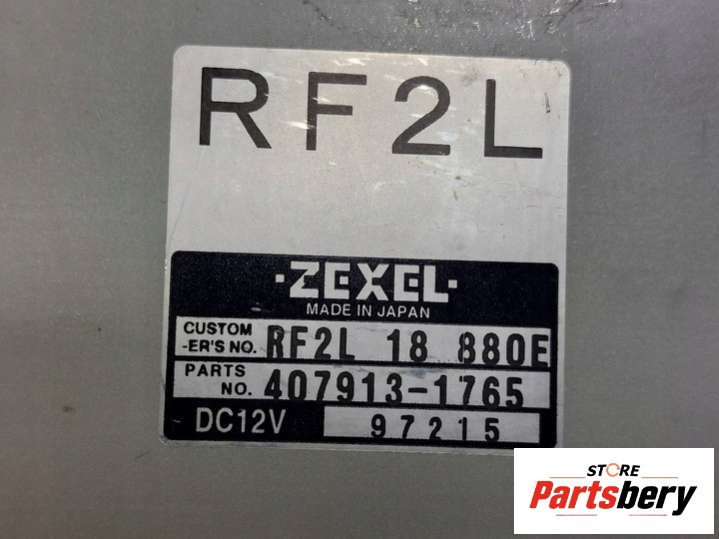 RF2L
·ZEXEL·
MADE IN JAPAN
CUSTOM
-ER'S NO. RF2L 18 880E
PARTS
NO. 407913-1765
DC12V 97215
STORE
Partsbery